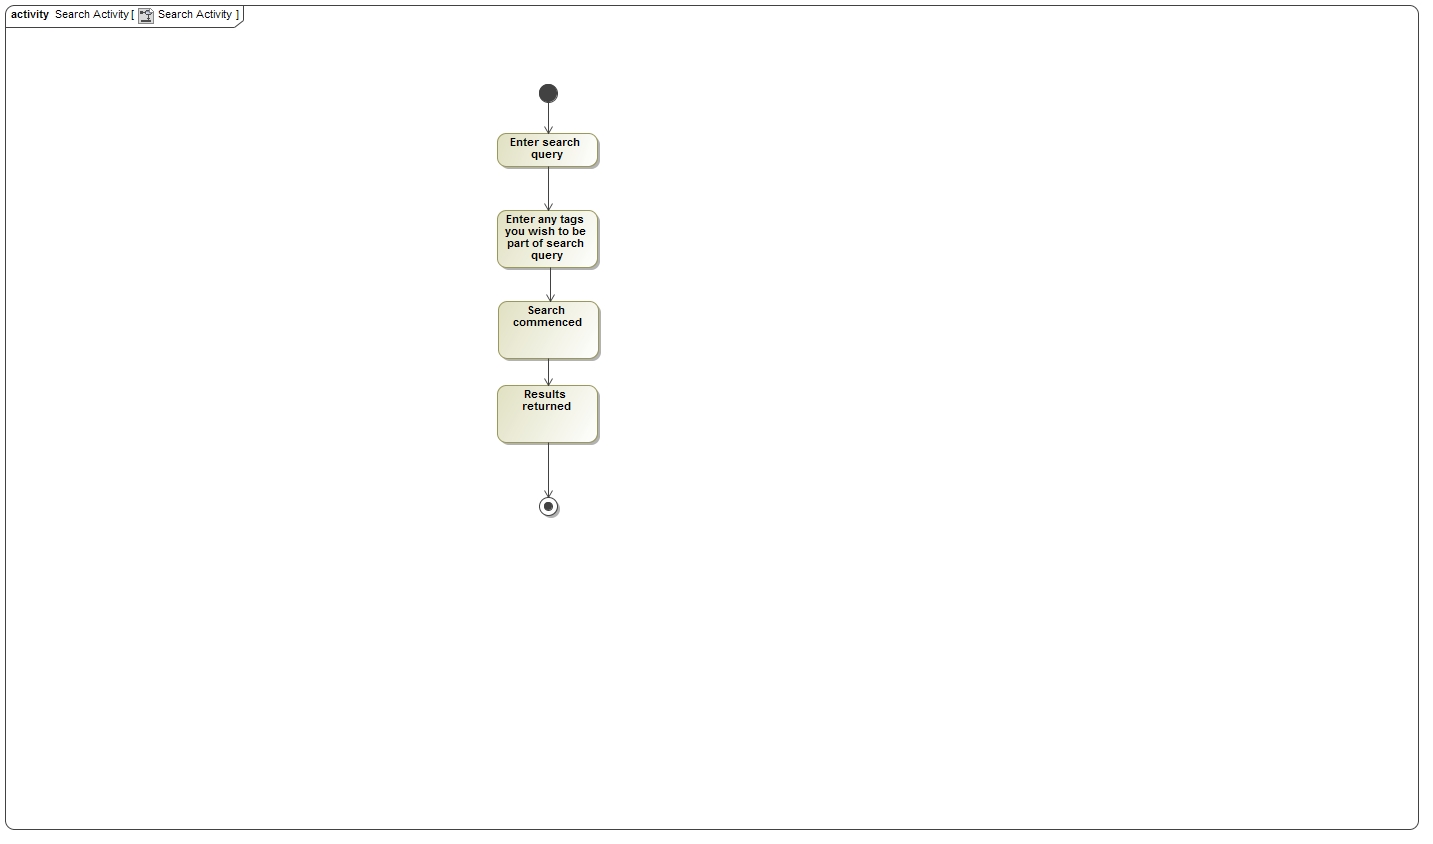 activity Search Activity [ Search Activity ]
Enter search
query
Enter any tags
you wish to be
part of search
query
Search
commenced
Results
returned